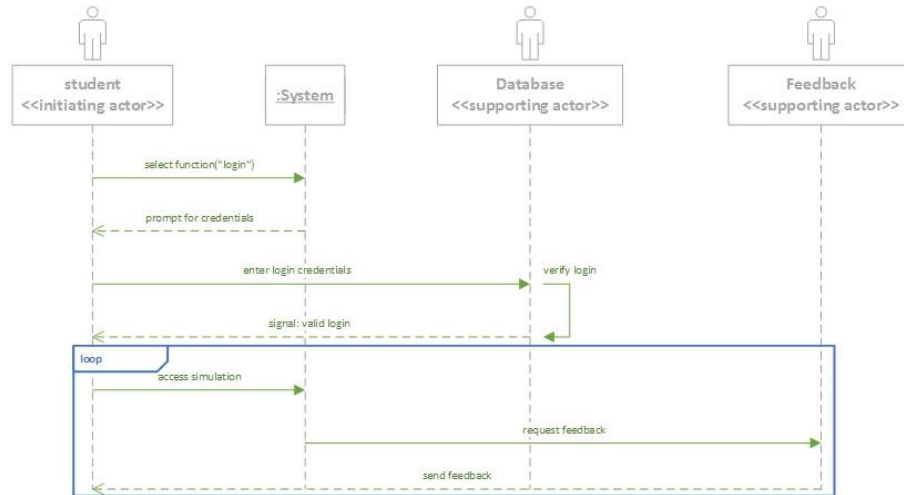 student
<<initiating actor>>
:System
Database
<<supporting actor>>
Feedback
<<supporting actor>>
select function("login")
prompt for credentials
enter login credentials
verify login
signal: valid login
loop
access simulation
request feedback
send feedback